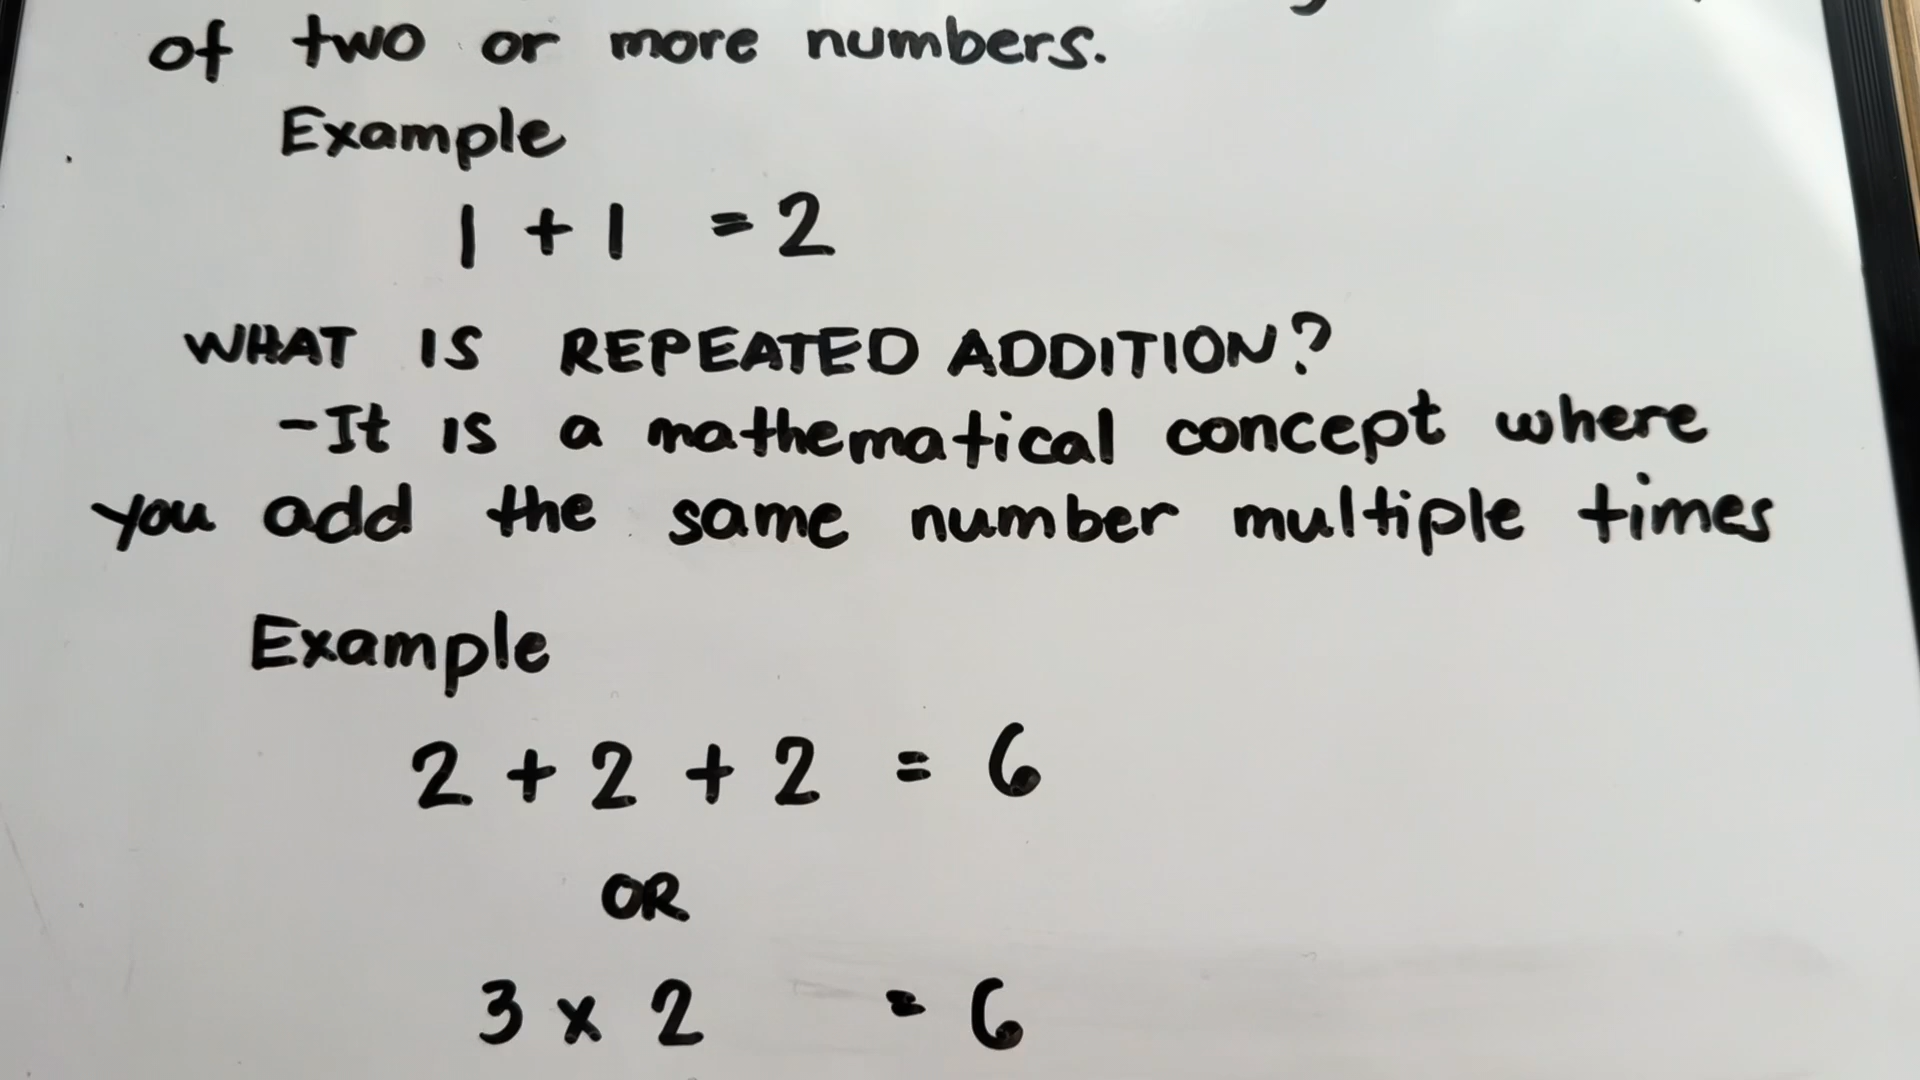 of two or more numbers.
Example
1 + 1 = 2
WHAT IS REPEATED ADDITION?
-It is a mathematical concept where
you add the same number multiple times
Example
2 + 2 + 2 = 6
OR
3 x 2 = 6